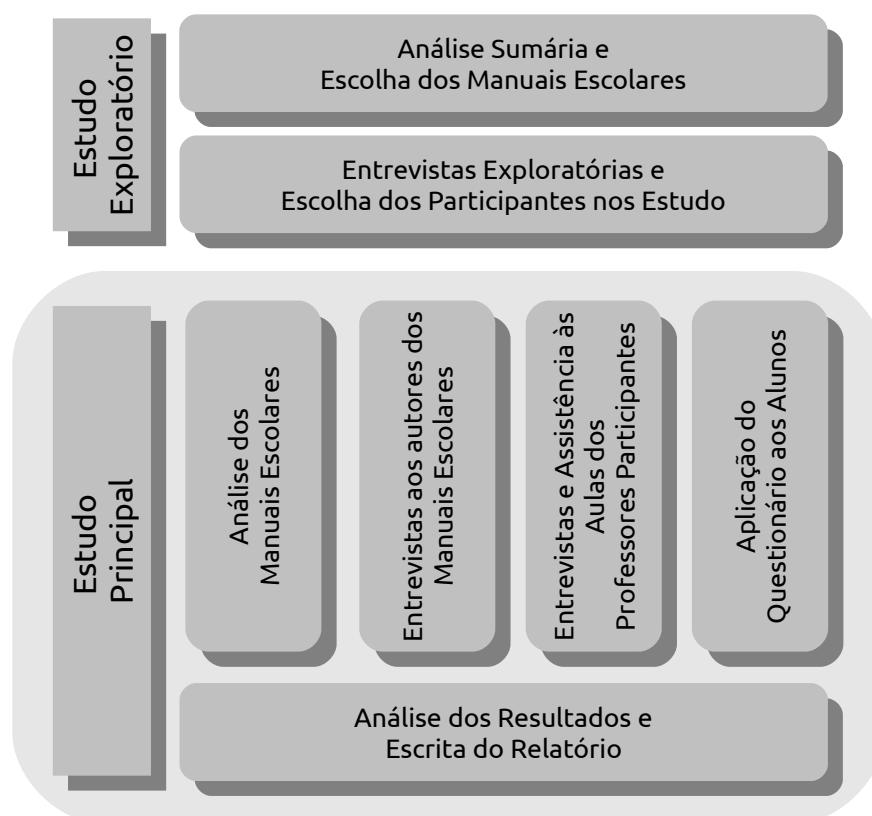 Estudo
Exploratório
Análise Sumária e
Escolha dos Manuais Escolares
Entrevistas Exploratórias e
Escolha dos Participantes nos Estudo
Estudo
Principal
Análise dos
Manuais Escolares
Entrevistas aos autores dos
Manuais Escolares
Entrevistas e Assistência às
Aulas dos
Professores Participantes
Aplicação do
Questionário aos Alunos
Análise dos Resultados e
Escrita do Relatório